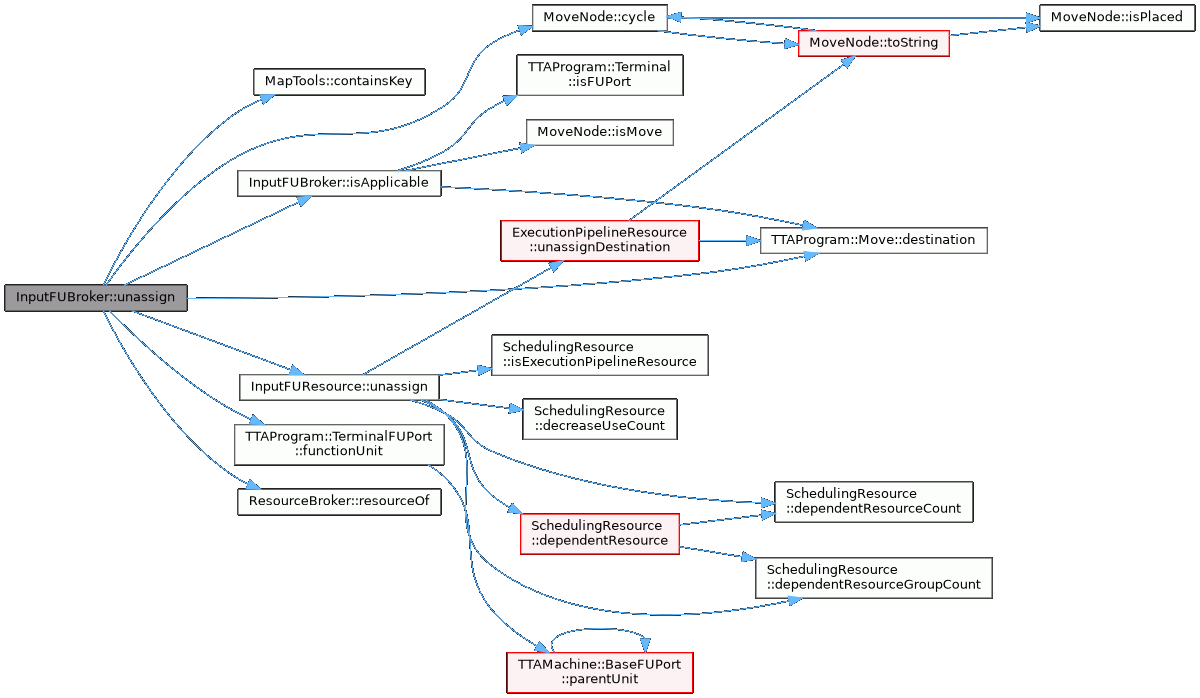 MoveNode::cycle
MoveNode::isPlaced
MoveNode::toString
TTAProgram::Terminal
::isFUPort
MapTools::containsKey
MoveNode::isMove
InputFUBroker::isApplicable
ExecutionPipelineResource
::unassignDestination
TTAProgram::Move::destination
InputFUBroker::unassign
SchedulingResource
::isExecutionPipelineResource
InputFUResource::unassign
SchedulingResource
::decreaseUseCount
TTAProgram::TerminalFUPort
::functionUnit
ResourceBroker::resourceOf
SchedulingResource
::dependentResourceCount
SchedulingResource
::dependentResource
SchedulingResource
::dependentResourceGroupCount
TTAMachine::BaseFUPort
::parentUnit